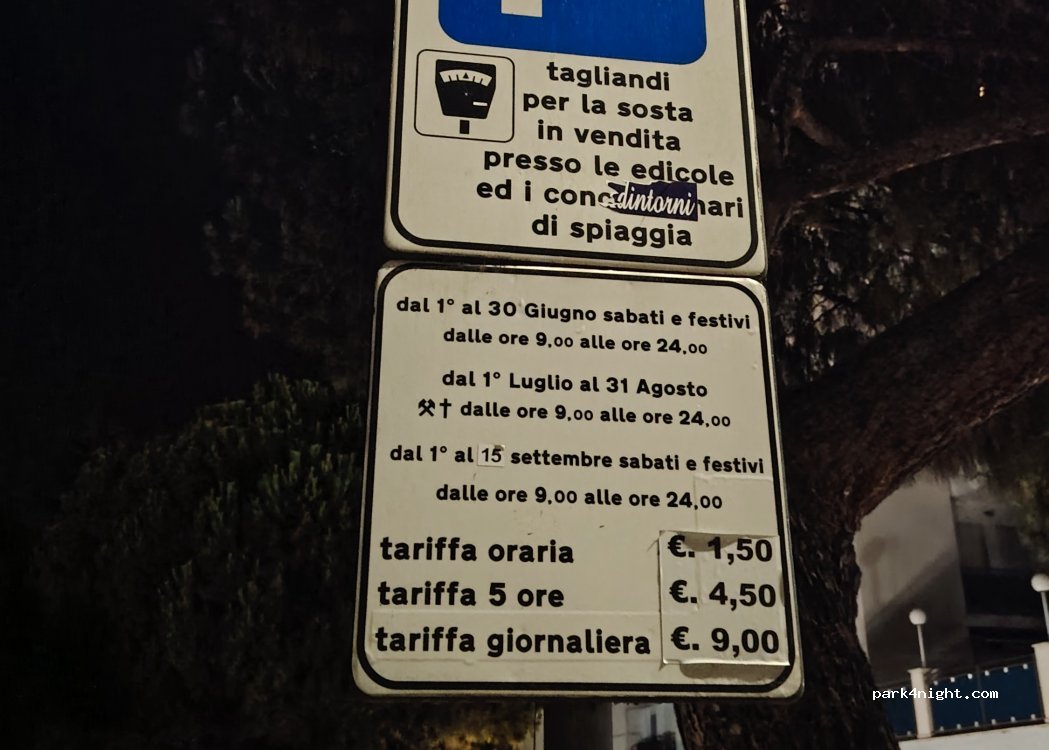 tagliandi
per la sosta
in vendita
presso le edicole
ed i conc dintorni nari
di spiaggia
dal 1° al 30 Giugno sabati e festivi
dalle ore 9,00 alle ore 24,00
dal 1° Luglio al 31 Agosto
⚒✝ dalle ore 9,00 alle ore 24,00
dal 1° al 15 settembre sabati e festivi
dalle ore 9,00 alle ore 24,00
tariffa oraria €. 1,50
tariffa 5 ore €. 4,50
tariffa giornaliera €. 9,00
park4night.com